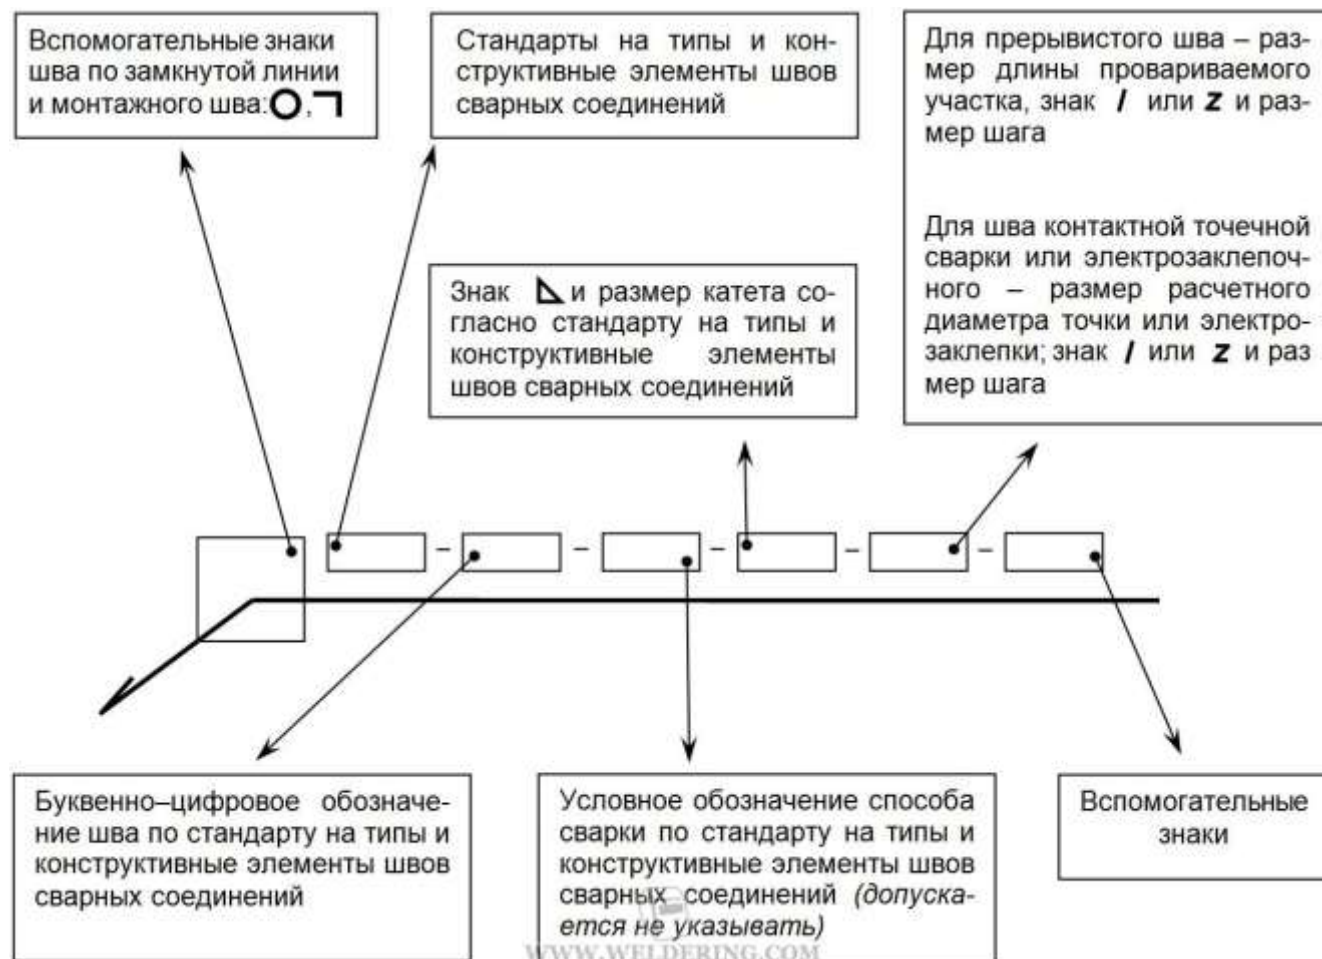 Вспомогательные знаки
шва по замкнутой линии
и монтажного шва: О, ㄱ
Стандарты на типы и кон-
структивные элементы швов
сварных соединений
Для прерывистого шва – раз-
мер длины провариваемого
участка, знак / или Z и раз-
мер шага
Для шва контактной точечной
сварки или электрозаклепоч-
ного – размер расчетного
диаметра точки или электро-
заклепки; знак / или Z и раз
мер шага
Знак ⊿ и размер катета со-
гласно стандарту на типы и
конструктивные элементы
швов сварных соединений
– – – – –
Буквенно–цифровое обозначе-
ние шва по стандарту на типы и
конструктивные элементы швов
сварных соединений
Условное обозначение способа
сварки по стандарту на типы и
конструктивные элементы швов
сварных соединений (допуска-
ется не указывать)
Вспомогательные
знаки
WWW.WELDERING.COM